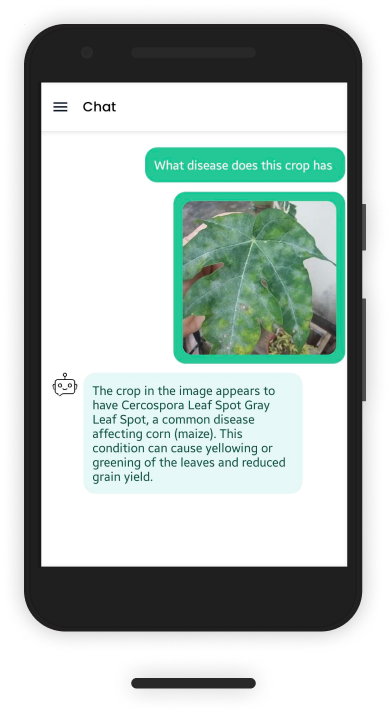 Chat
What disease does this crop has
The crop in the image appears to
have Cercospora Leaf Spot Gray
Leaf Spot, a common disease
affecting corn (maize). This
condition can cause yellowing or
greening of the leaves and reduced
grain yield.